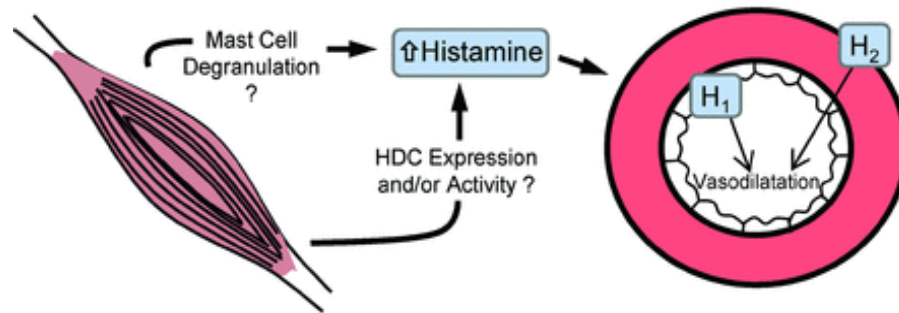 Mast Cell
Degranulation
?
⇧Histamine
HDC Expression
and/or Activity ?
H₁
H₂
Vasodilatation